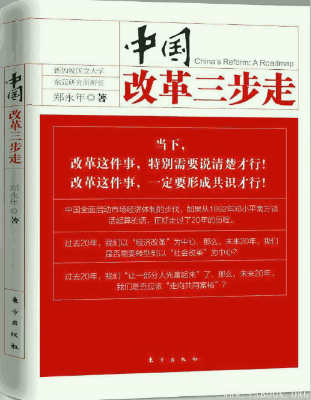 中国
改革三步走
郑永年◎著
中国
China's Reform: A Roadmap
改革三步走
新加坡国立大学
东亚研究所所长
郑永年◎著
当下，
改革这件事，特别需要说清楚才行！
改革这件事，一定要形成共识才行！
中国全面启动市场经济体制的步伐，如果从1992年邓小平南方谈
话起算的话，正好走过了20年的历程。
过去20年，我们以“经济改革”为中心，那么，未来20年，我们
是否需要转移到以“社会改革”为中心？
过去20年，我们“让一部分人先富起来”了，那么，未来20年，
我们是否应该“走向共同富裕”？
东方出版社